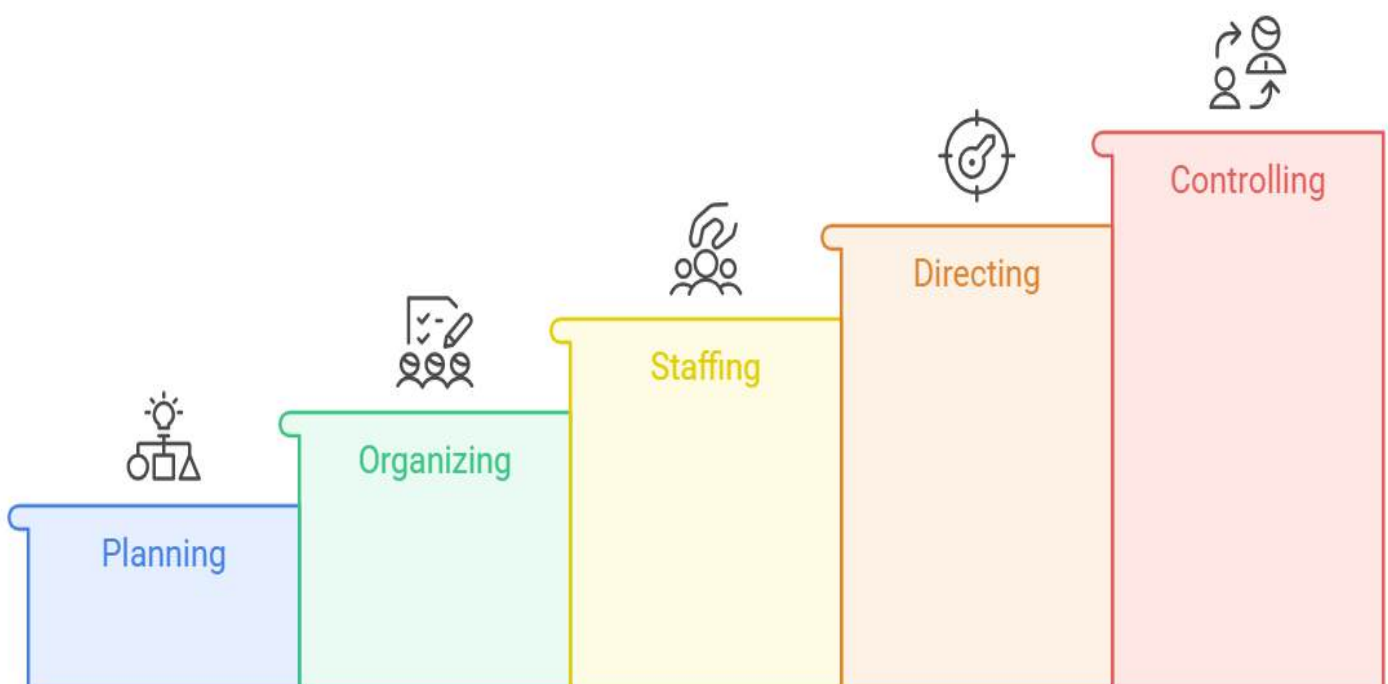 Controlling
Directing
Staffing
Organizing
Planning